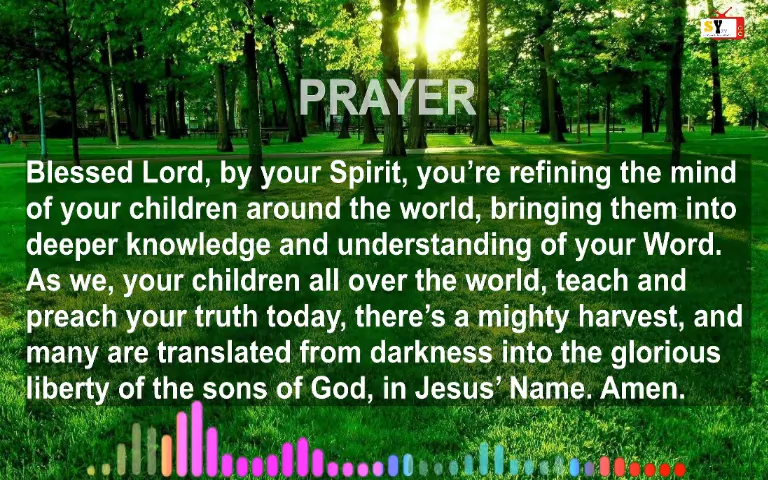 SY
PRAYER
Blessed Lord, by your Spirit, you’re refining the mind
of your children around the world, bringing them into
deeper knowledge and understanding of your Word.
As we, your children all over the world, teach and
preach your truth today, there’s a mighty harvest, and
many are translated from darkness into the glorious
liberty of the sons of God, in Jesus’ Name. Amen.